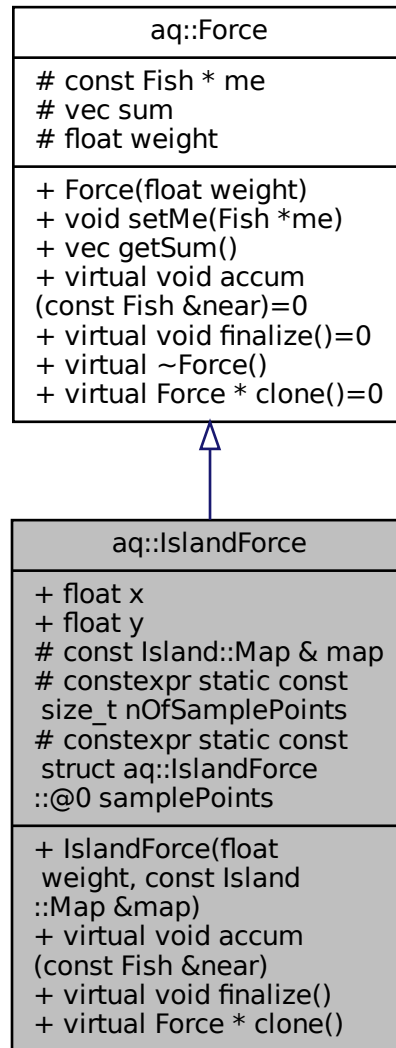 aq::Force
# const Fish * me
# vec sum
# float weight
+ Force(float weight)
+ void setMe(Fish *me)
+ vec getSum()
+ virtual void accum
(const Fish &near)=0
+ virtual void finalize()=0
+ virtual ~Force()
+ virtual Force * clone()=0
aq::IslandForce
+ float x
+ float y
# const Island::Map & map
# constexpr static const
size_t nOfSamplePoints
# constexpr static const
struct aq::IslandForce
::@0 samplePoints
+ IslandForce(float
weight, const Island
::Map &map)
+ virtual void accum
(const Fish &near)
+ virtual void finalize()
+ virtual Force * clone()